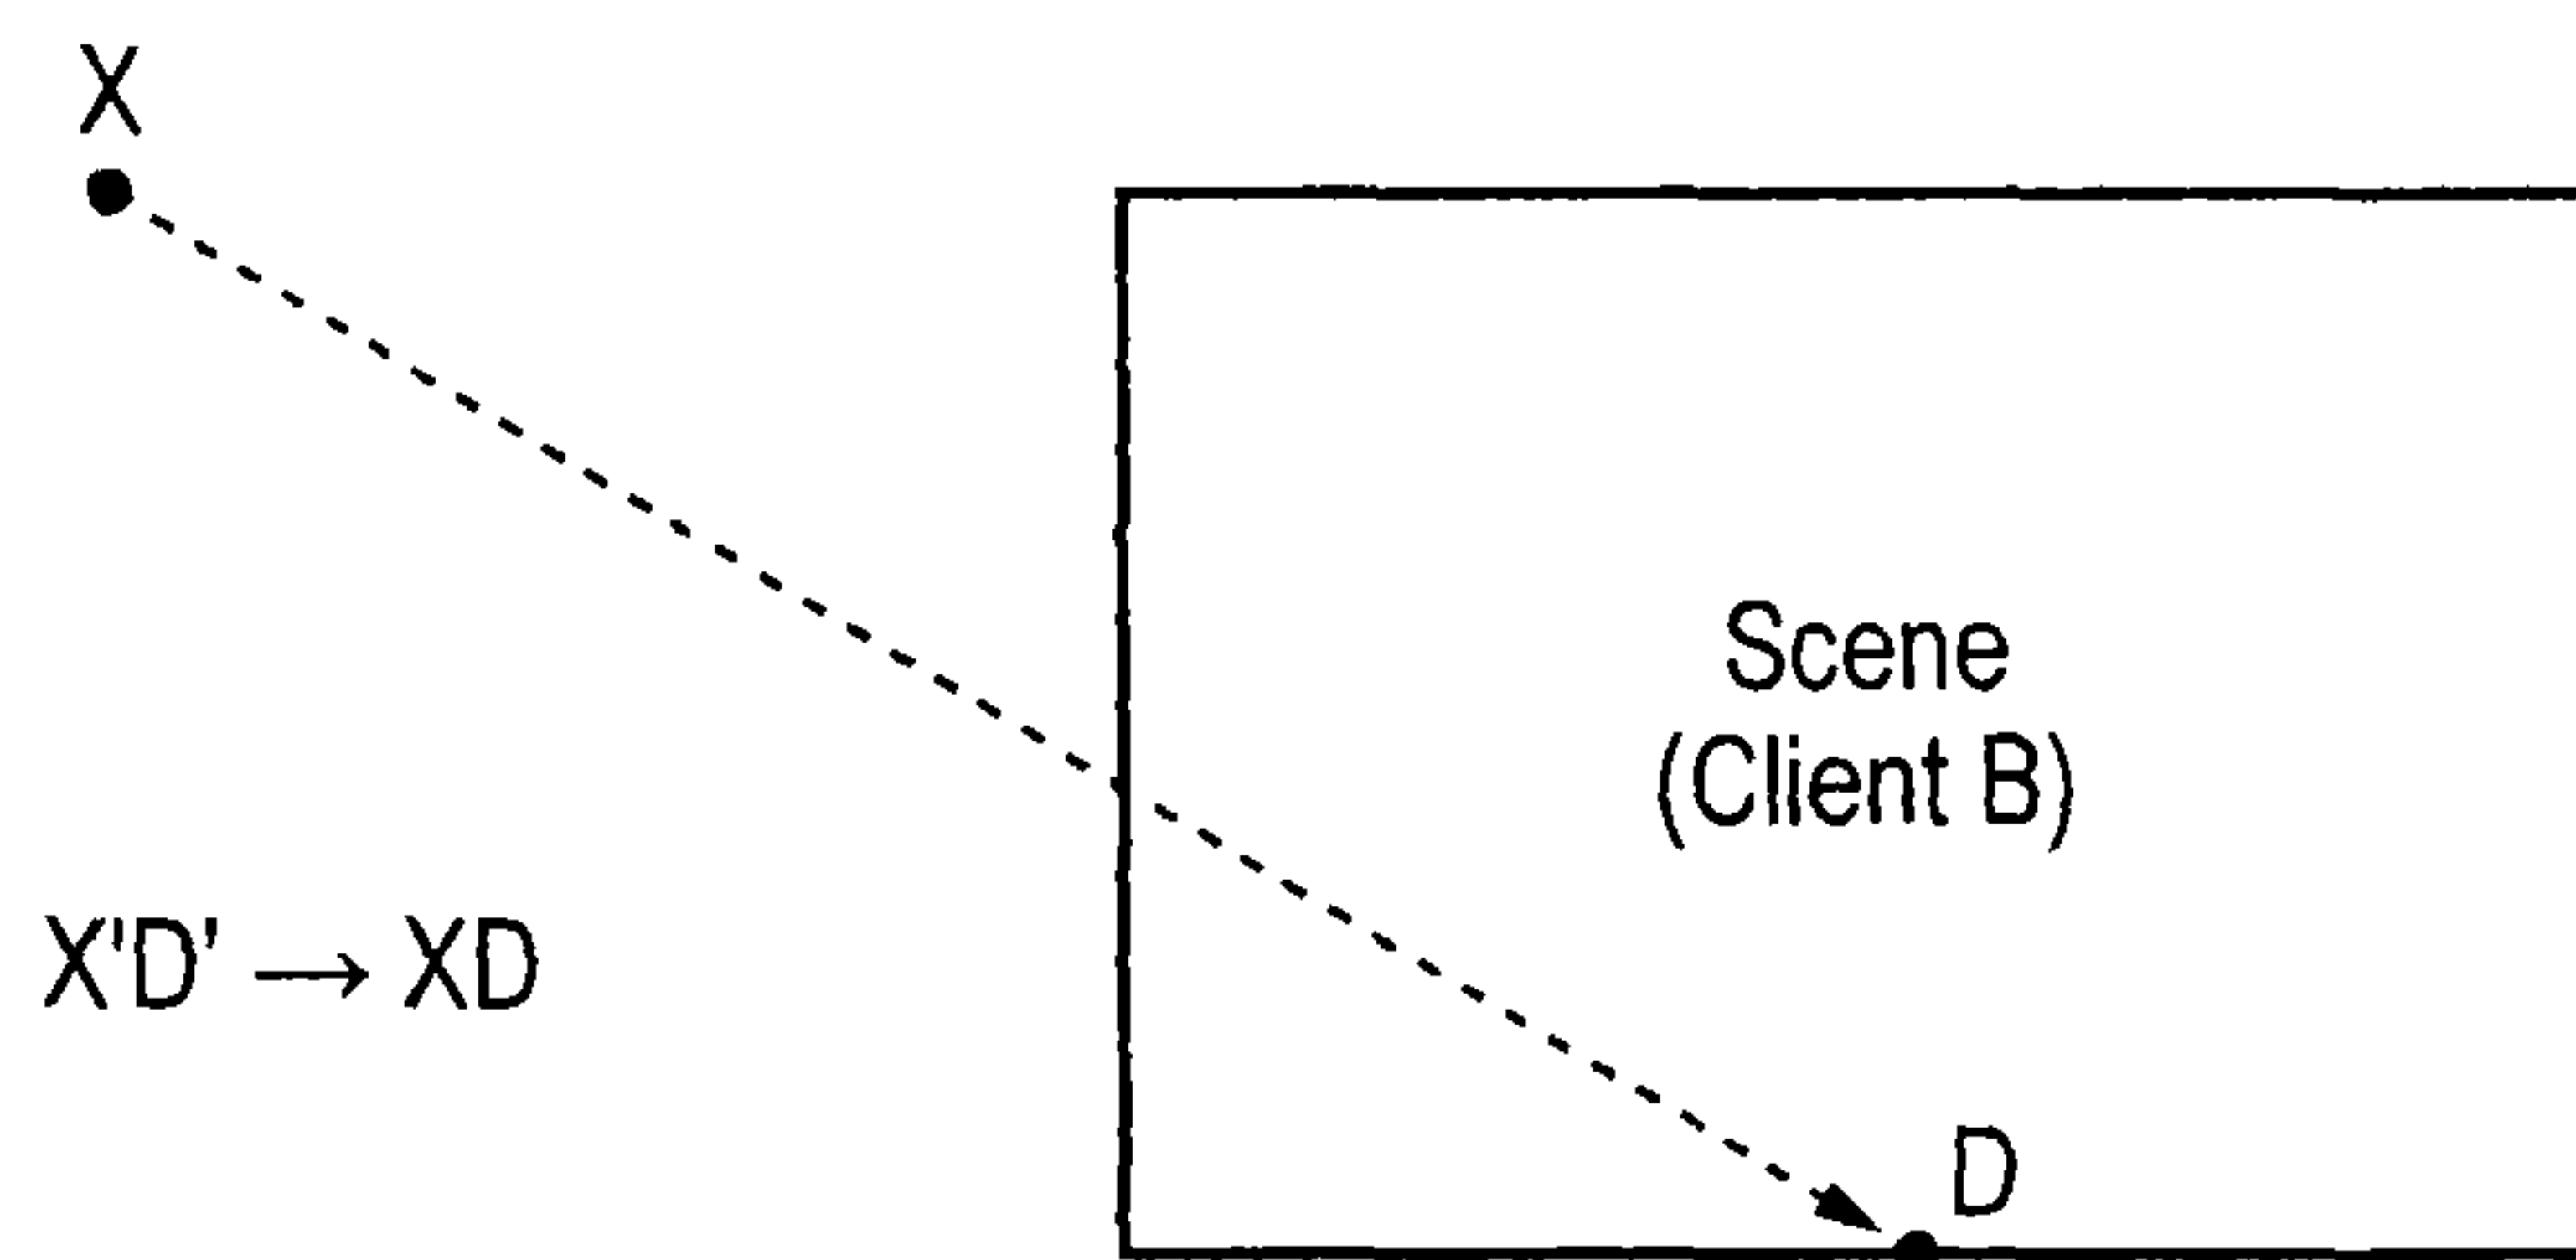 X
Scene
(Client B)
X'D' → XD
D